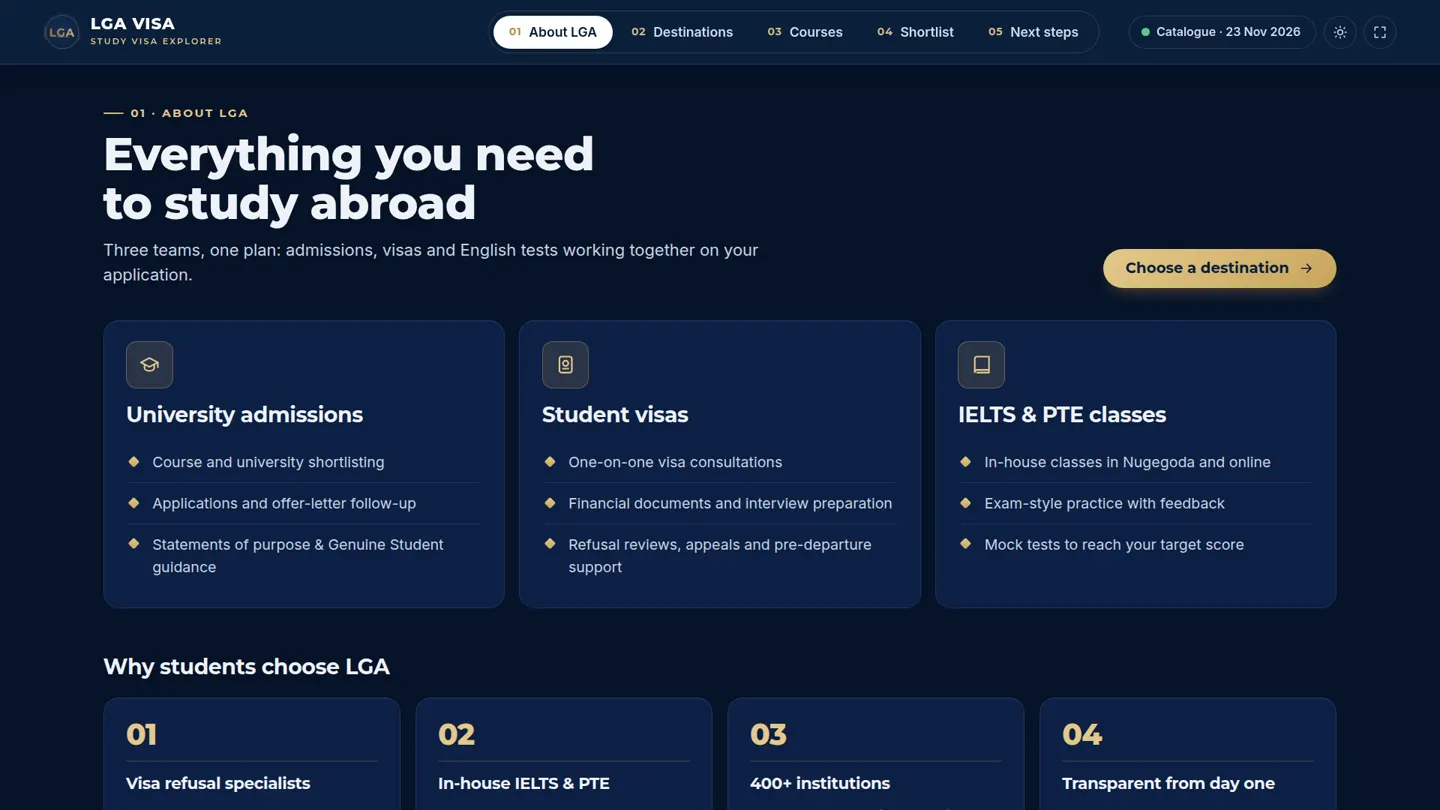 LGA
LGA VISA
STUDY VISA EXPLORER
01 About LGA
02 Destinations
03 Courses
04 Shortlist
05 Next steps
Catalogue · 23 Nov 2026
01 · ABOUT LGA
Everything you need
to study abroad
Three teams, one plan: admissions, visas and English tests working together on your
application.
Choose a destination →
University admissions
Course and university shortlisting
Applications and offer-letter follow-up
Statements of purpose & Genuine Student
guidance
Student visas
One-on-one visa consultations
Financial documents and interview preparation
Refusal reviews, appeals and pre-departure
support
IELTS & PTE classes
In-house classes in Nugegoda and online
Exam-style practice with feedback
Mock tests to reach your target score
Why students choose LGA
01
Visa refusal specialists
02
In-house IELTS & PTE
03
400+ institutions
04
Transparent from day one